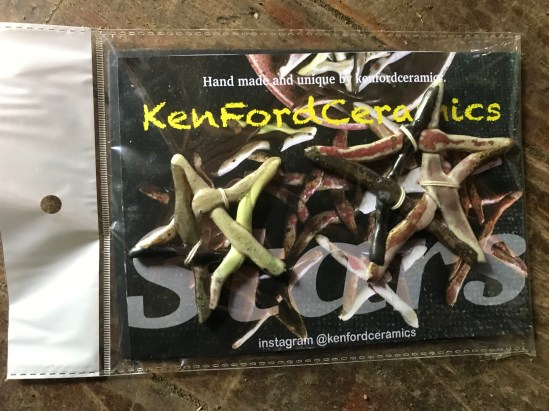 Hand made and unique by kenfordceramics.
KenFordCeramics
stars
instagram @kenfordceramics